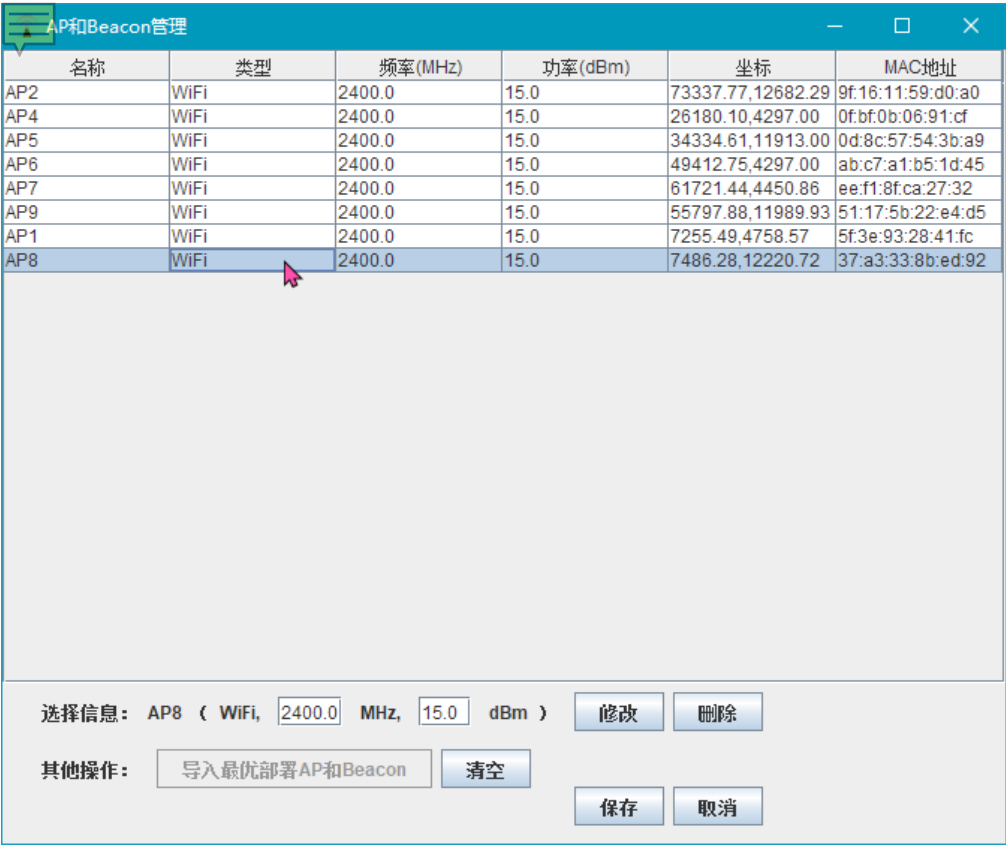 AP和Beacon管理
名称 类型 频率(MHz) 功率(dBm) 坐标 MAC地址
AP2 WiFi 2400.0 15.0 73337.77,12682.29 9f:16:11:59:d0:a0
AP4 WiFi 2400.0 15.0 26180.10,4297.00 0f:bf:0b:06:91:cf
AP5 WiFi 2400.0 15.0 34334.61,11913.00 0d:8c:57:54:3b:a9
AP6 WiFi 2400.0 15.0 49412.75,4297.00 ab:c7:a1:b5:1d:45
AP7 WiFi 2400.0 15.0 61721.44,4450.86 ee:f1:8f:ca:27:32
AP9 WiFi 2400.0 15.0 55797.88,11989.93 51:17:5b:22:e4:d5
AP1 WiFi 2400.0 15.0 7255.49,4758.57 5f:3e:93:28:41:fc
AP8 WiFi 2400.0 15.0 7486.28,12220.72 37:a3:33:8b:ed:92
选择信息: AP8 ( WiFi, 2400.0 MHz, 15.0 dBm ) 修改 删除
其他操作: 导入最优部署AP和Beacon 清空
保存 取消